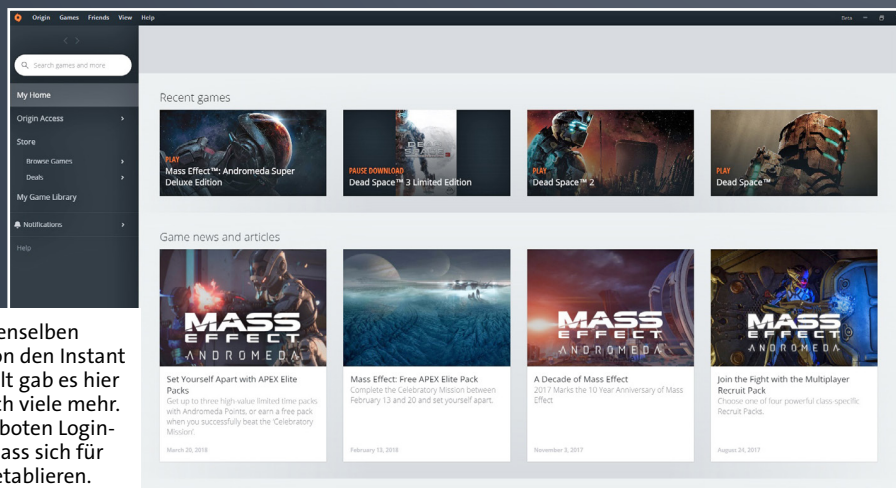 Origin Games Friends View Help
Beta
Search games and more
My Home
Origin Access
Store
Browse Games
Deals
My Game Library
Notifications
Help
Recent games
PLAY
Mass Effect™: Andromeda Super
Deluxe Edition
PAUSE DOWNLOAD
Dead Space™ 3 Limited Edition
PLAY
Dead Space™ 2
PLAY
Dead Space™
Game news and articles
MASS
EFFECT
ANDROMEDA
Set Yourself Apart with APEX Elite
Packs
Get up to three high-value limited time packs
with Andromeda Points, or earn a free pack
when you successfully beat the 'Celebratory
Mission'.
March 20, 2018
Mass Effect: Free APEX Elite Pack
Complete the Celebratory Mission between
February 13 and 20 and set yourself apart.
February 13, 2018
MASS
EFFECT
ANDROMEDA
A Decade of Mass Effect
2017 Marks the 10 Year Anniversary of Mass
Effect
November 3, 2017
MASS
EFFECT
ANDROMEDA
Join the Fight with the Multiplayer
Recruit Pack
Choose one of four powerful class-specific
Recruit Packs.
August 24, 2017
enselben
on den Instant
lt gab es hier
ch viele mehr.
boten Login-
ass sich für
etablieren.